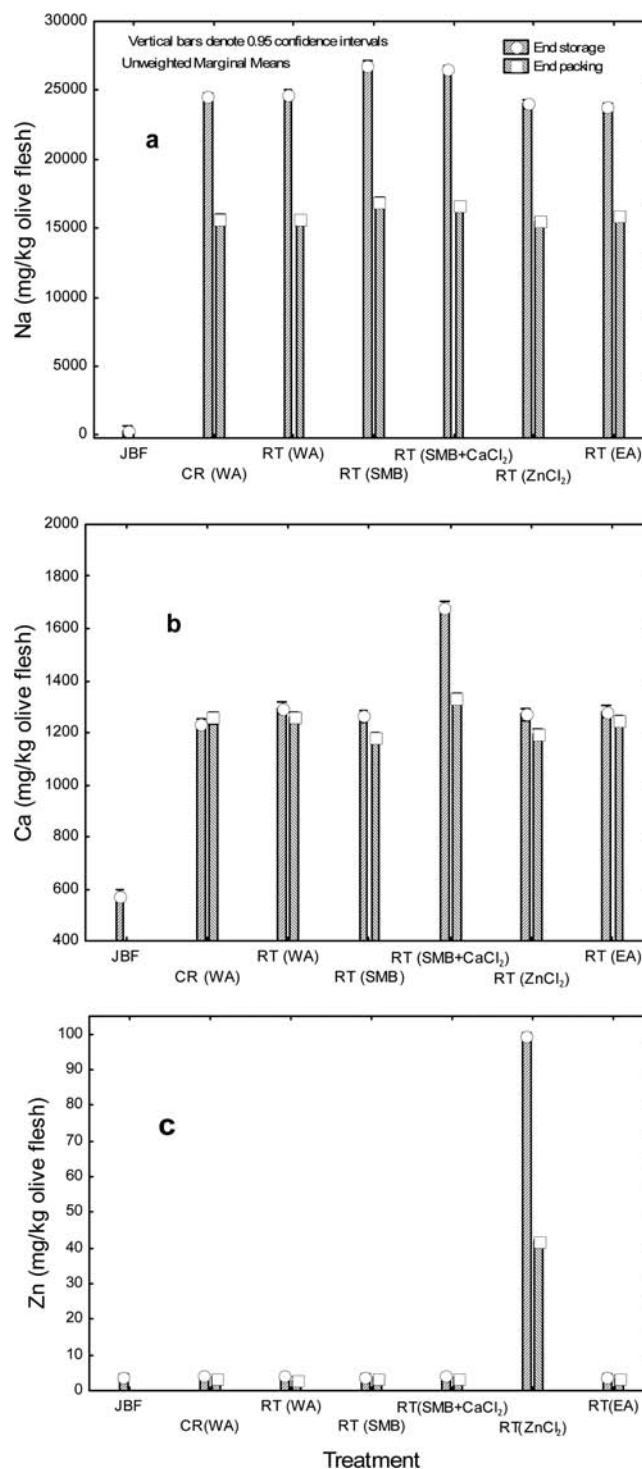 30000
Vertical bars denote 0.95 confidence intervals
Unweighted Marginal Means
End storage
End packing
25000
a
20000
15000
10000
5000
0
Na (mg/kg olive flesh)
JBF
CR (WA)
RT (WA)
RT (SMB)
RT (SMB+CaCl₂)
RT (ZnCl₂)
RT (EA)
2000
1800
b
1600
1400
1200
1000
800
600
400
Ca (mg/kg olive flesh)
JBF
CR (WA)
RT (WA)
RT (SMB)
RT (SMB+CaCl₂)
RT (ZnCl₂)
RT (EA)
100
90
80
c
70
60
50
40
30
20
10
0
Zn (mg/kg olive flesh)
JBF
CR(WA)
RT (WA)
RT (SMB)
RT(SMB+CaCl₂)
RT(ZnCl₂)
RT(EA)
Treatment